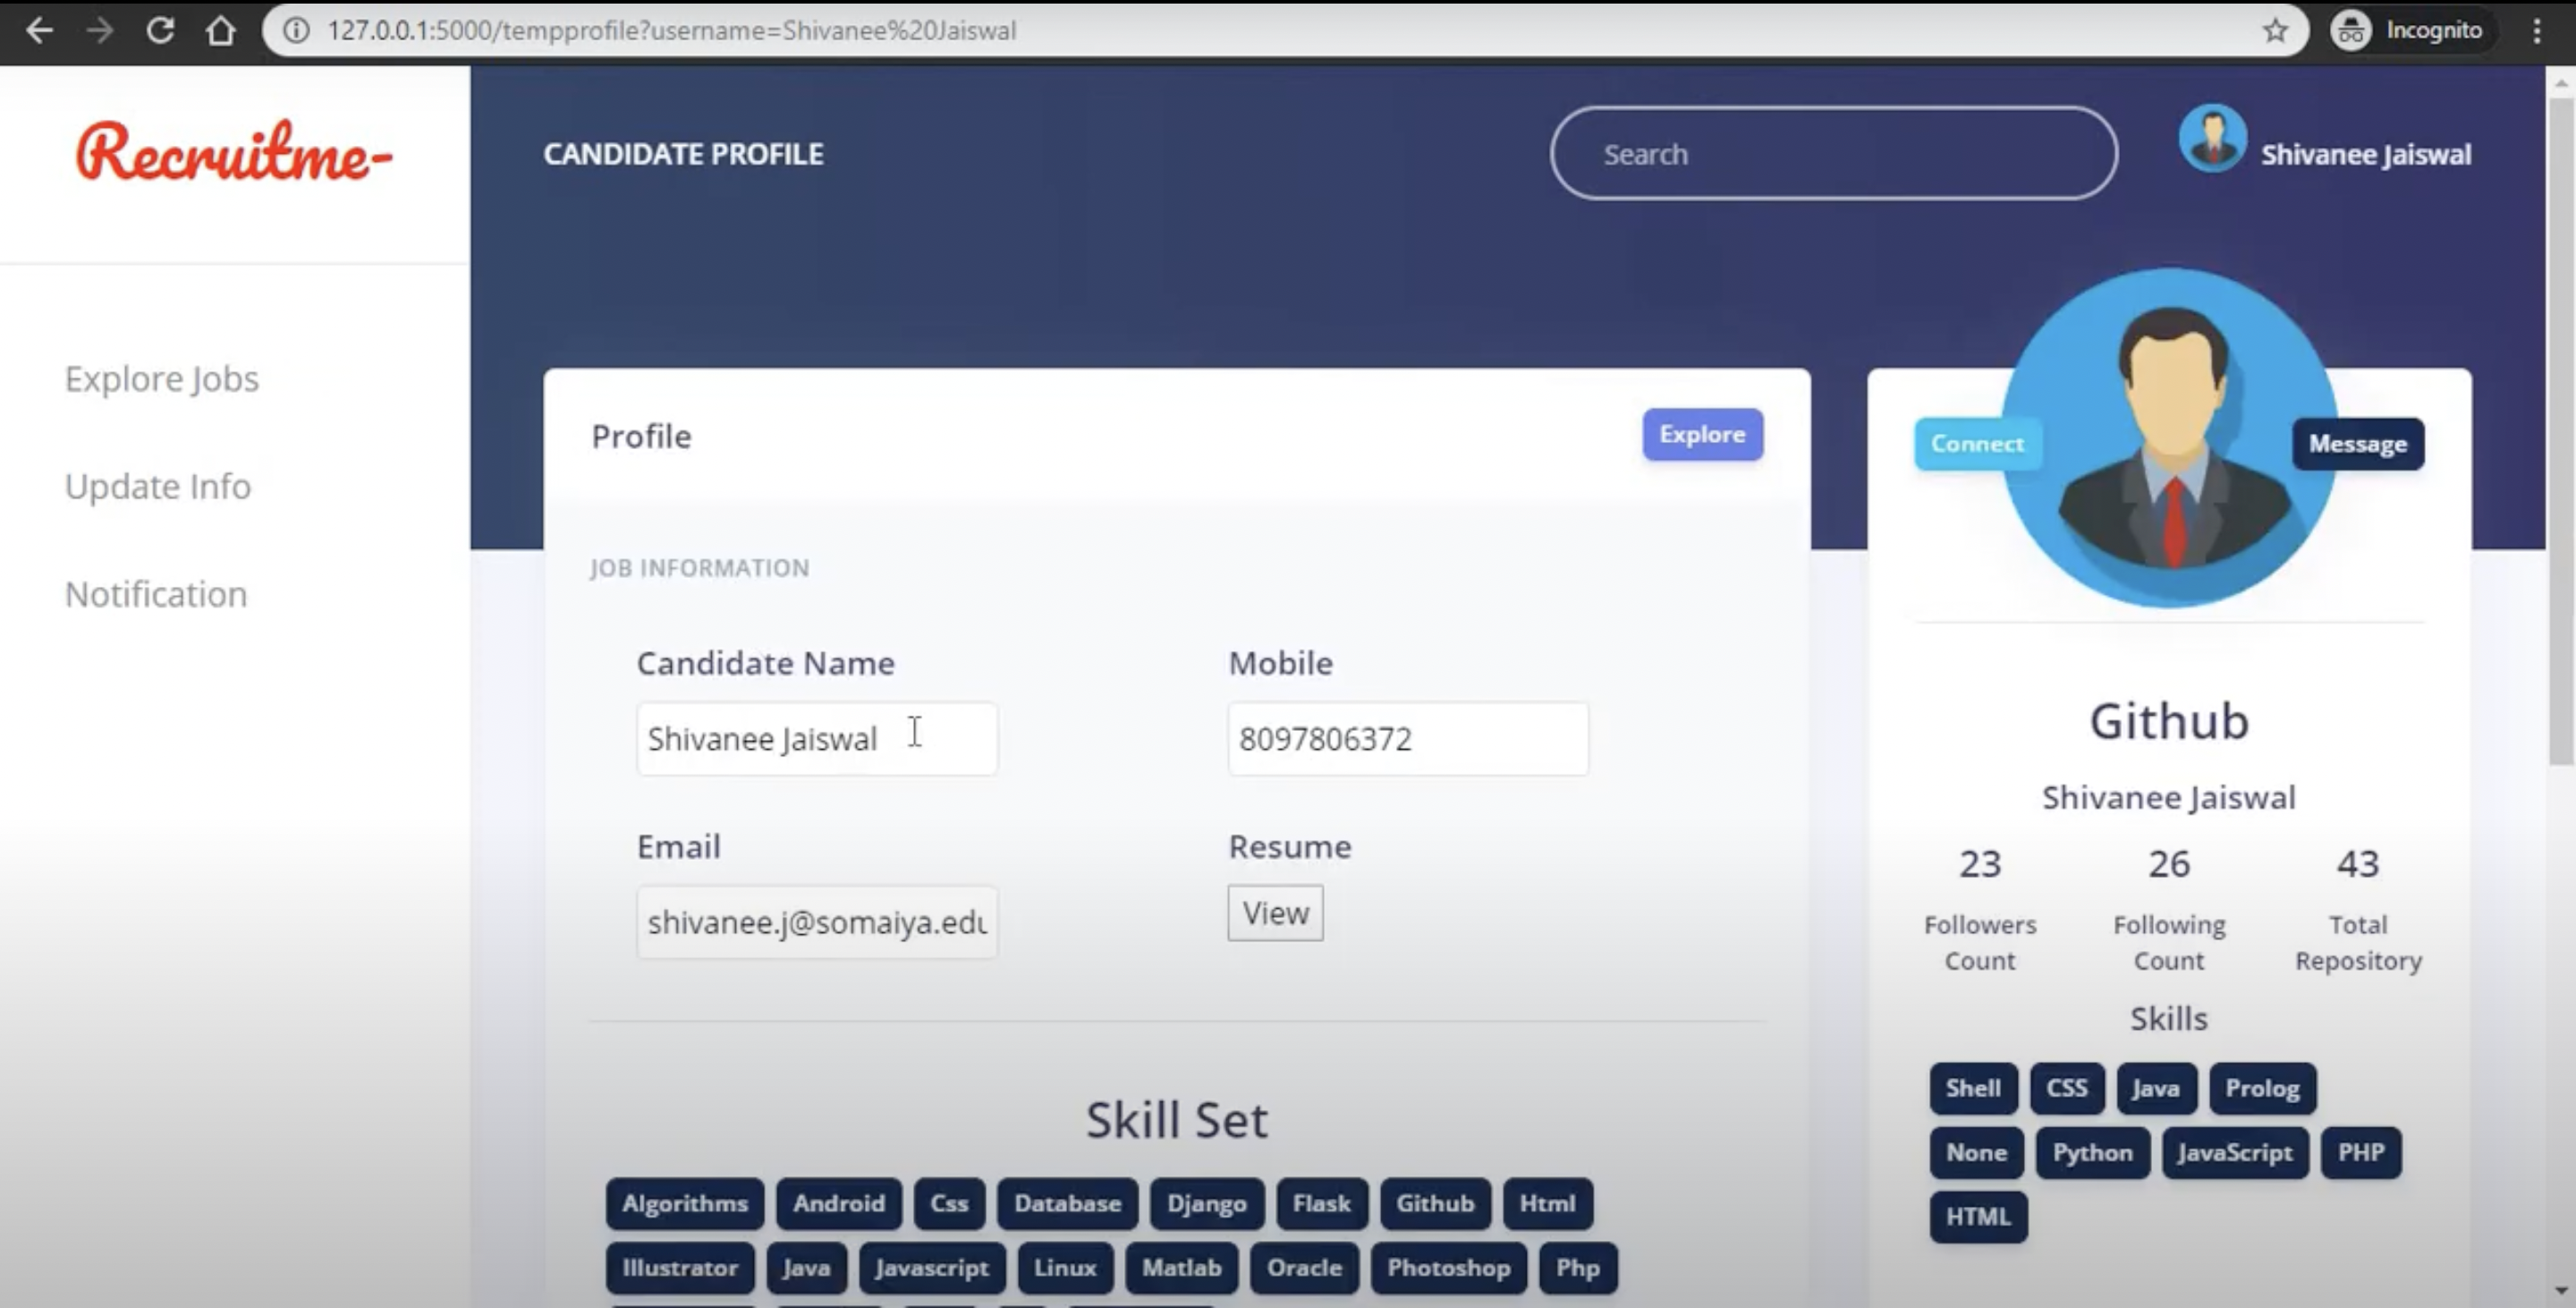 127.0.0.1:5000/tempprofile?username=Shivanee%20Jaiswal
Incognito
Recruitme-
CANDIDATE PROFILE
Search
Shivanee Jaiswal
Explore Jobs
Update Info
Notification
Profile
Explore
JOB INFORMATION
Candidate Name
Mobile
Shivanee Jaiswal
8097806372
Email
Resume
shivanee.j@somaiya.edu
View
Skill Set
Algorithms Android Css Database Django Flask Github Html
Illustrator Java Javascript Linux Matlab Oracle Photoshop Php
Connect
Message
Github
Shivanee Jaiswal
23 26 43
Followers Following Total
Count Count Repository
Skills
Shell CSS Java Prolog
None Python JavaScript PHP
HTML